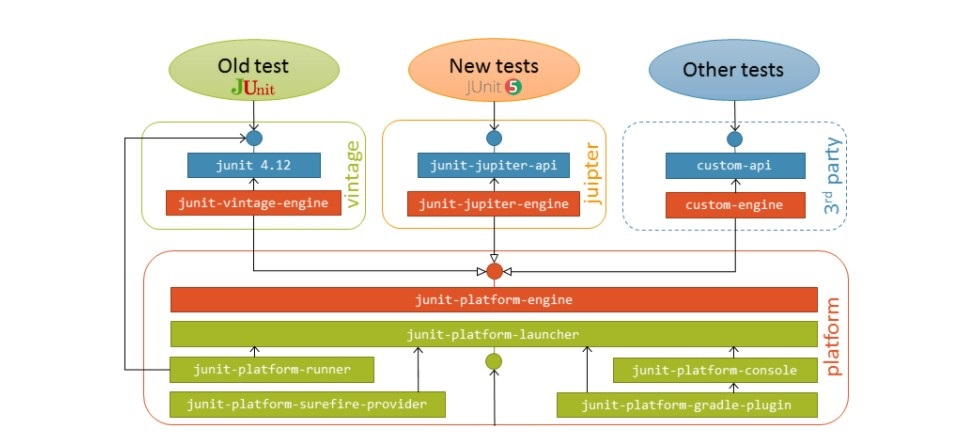 Old test
JUnit
New tests
JUnit 5
Other tests
junit 4.12
junit-vintage-engine
vintage
junit-jupiter-api
junit-jupiter-engine
juipter
custom-api
custom-engine
3rd party
junit-platform-engine
junit-platform-launcher
junit-platform-runner
junit-platform-console
junit-platform-surefire-provider
junit-platform-gradle-plugin
platform